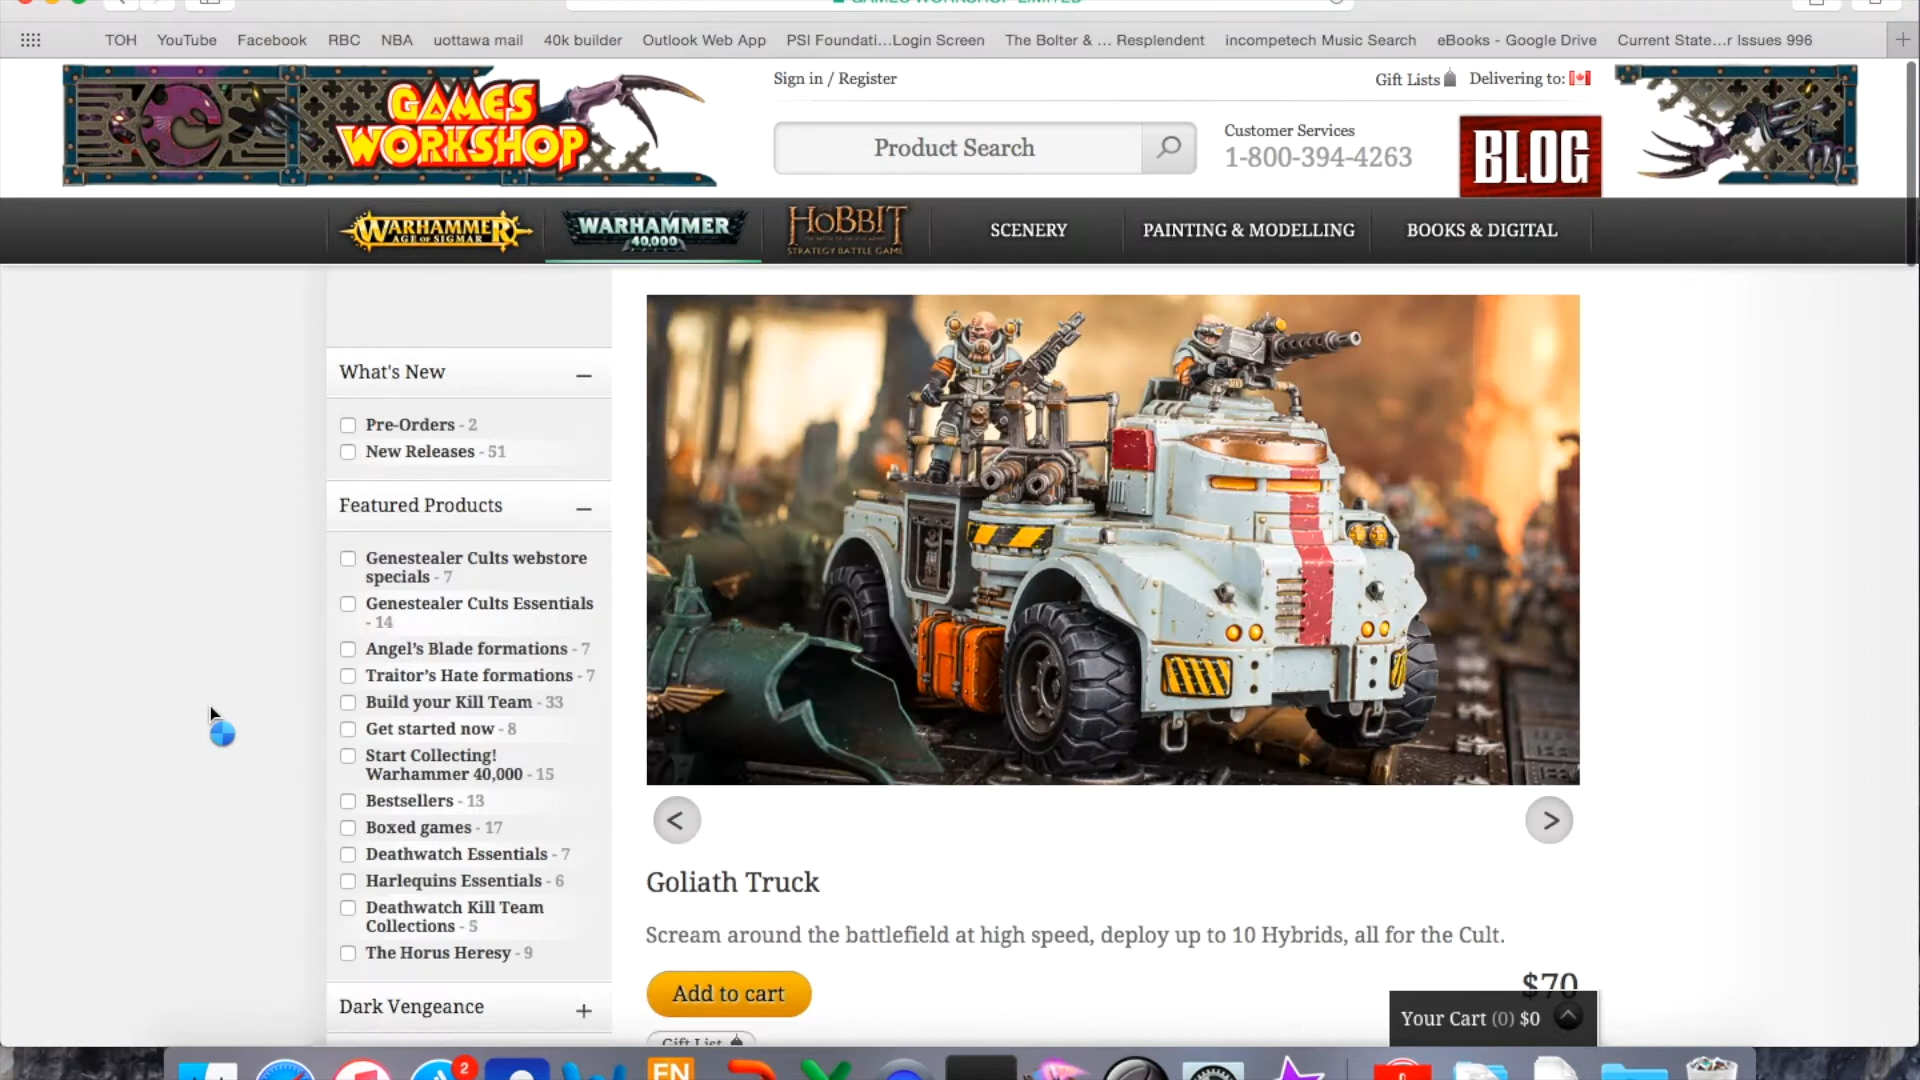 GAMES WORKSHOP LIMITED
TOH YouTube Facebook RBC NBA uottawa mail 40k builder Outlook Web App PSI Foundati...Login Screen The Bolter & ... Resplendent incompetech Music Search eBooks - Google Drive Current State...r Issues 996
GAMES WORKSHOP
Sign in / Register
Gift Lists
Delivering to:
Product Search
Customer Services
1-800-394-4263
BLOG
WARHAMMER
AGE OF SIGMAR
WARHAMMER
40,000
THE HOBBIT
STRATEGY BATTLE GAME
SCENERY
PAINTING & MODELLING
BOOKS & DIGITAL
What's New
Pre-Orders - 2
New Releases - 51
Featured Products
Genestealer Cults webstore
specials - 7
Genestealer Cults Essentials
- 14
Angel's Blade formations - 7
Traitor's Hate formations - 7
Build your Kill Team - 33
Get started now - 8
Start Collecting!
Warhammer 40,000 - 15
Bestsellers - 13
Boxed games - 17
Deathwatch Essentials - 7
Harlequins Essentials - 6
Deathwatch Kill Team
Collections - 5
The Horus Heresy - 9
Dark Vengeance
Goliath Truck
Scream around the battlefield at high speed, deploy up to 10 Hybrids, all for the Cult.
$70
Add to cart
Gift List
Your Cart (0) $0
2
EN